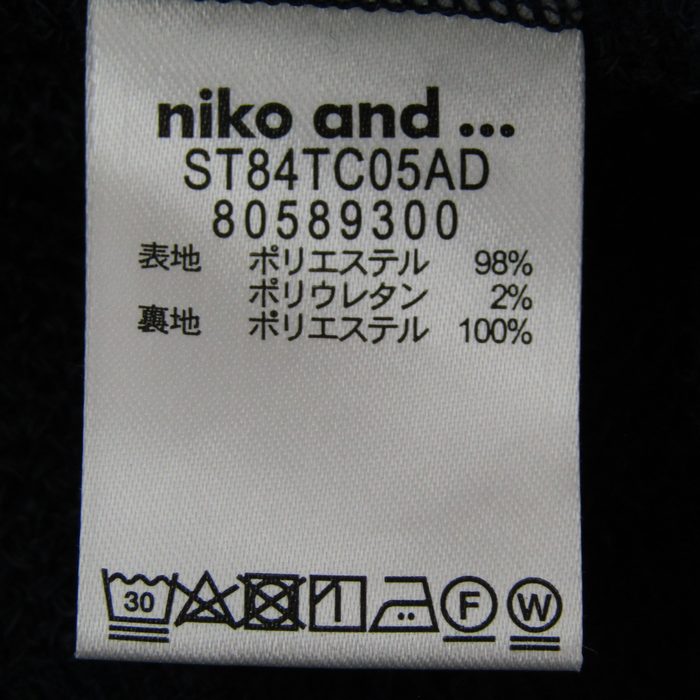 niko and ...
ST84TC05AD
80589300
表地 ポリエステル 98%
ポリウレタン 2%
裏地 ポリエステル 100%
30 F W